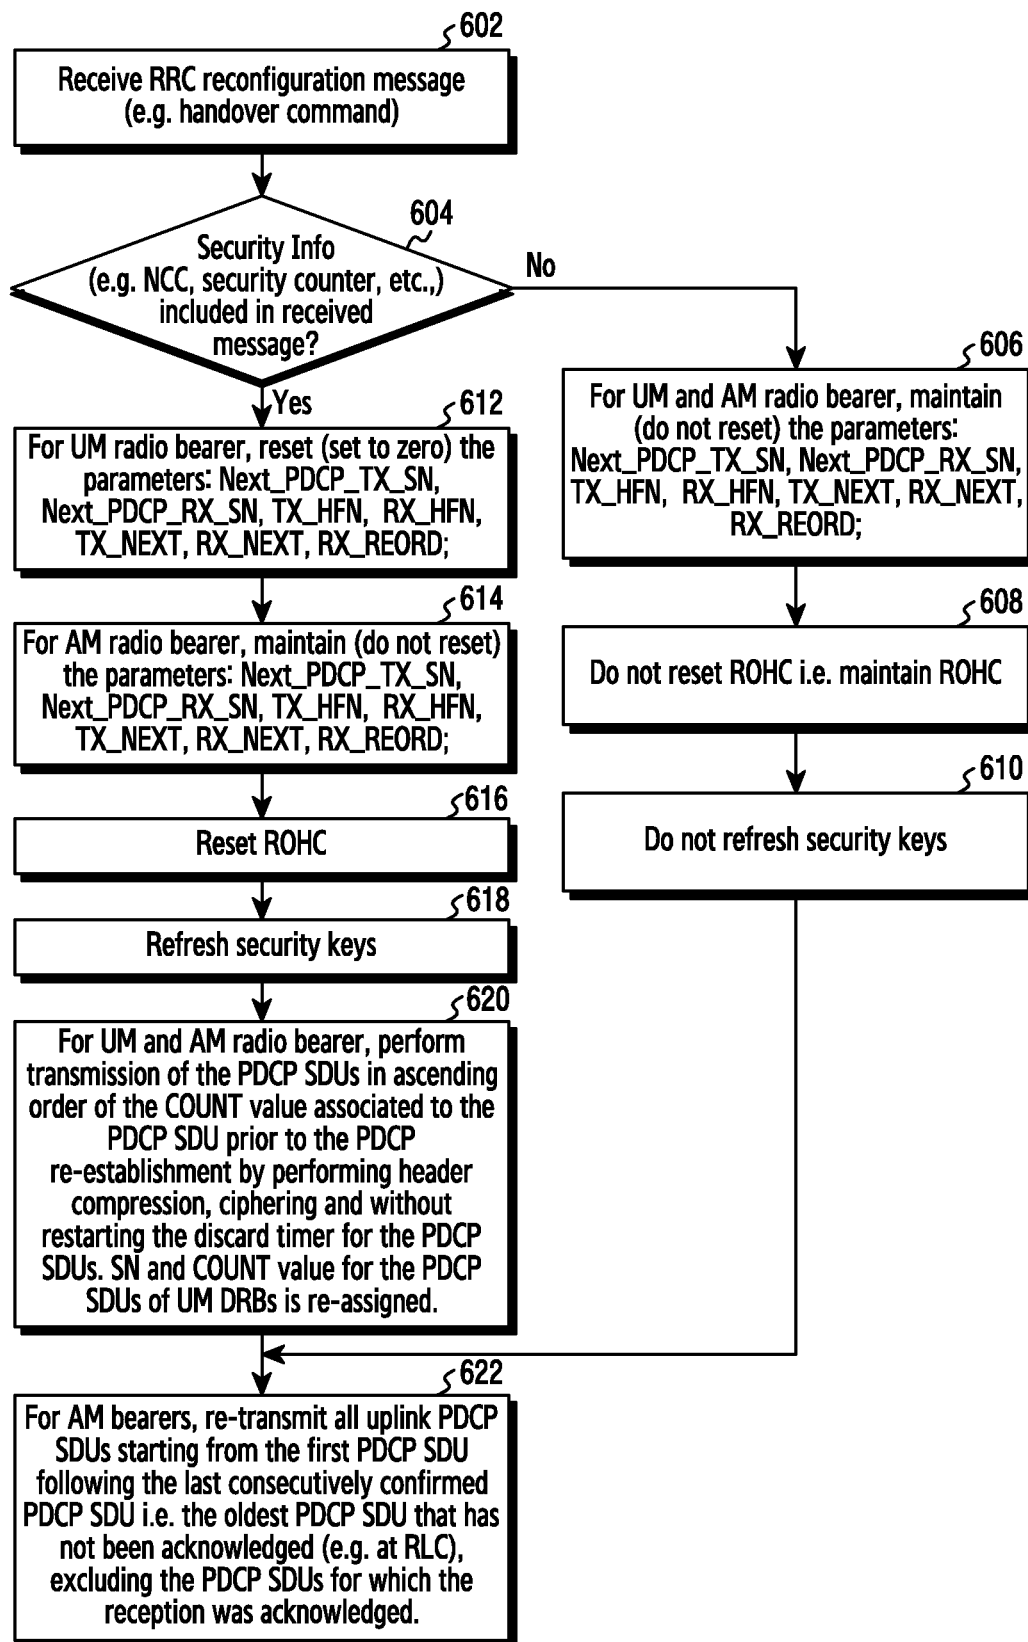 602
Receive RRC reconfiguration message
(e.g. handover command)
604
Security Info
(e.g. NCC, security counter, etc.,)
included in received
message?
No
Yes
606
For UM and AM radio bearer, maintain
(do not reset) the parameters:
Next_PDCP_TX_SN, Next_PDCP_RX_SN,
TX_HFN, RX_HFN, TX_NEXT, RX_NEXT,
RX_REORD;
608
Do not reset ROHC i.e. maintain ROHC
610
Do not refresh security keys
612
For UM radio bearer, reset (set to zero) the
parameters: Next_PDCP_TX_SN,
Next_PDCP_RX_SN, TX_HFN, RX_HFN,
TX_NEXT, RX_NEXT, RX_REORD;
614
For AM radio bearer, maintain (do not reset)
the parameters: Next_PDCP_TX_SN,
Next_PDCP_RX_SN, TX_HFN, RX_HFN,
TX_NEXT, RX_NEXT, RX_REORD;
616
Reset ROHC
618
Refresh security keys
620
For UM and AM radio bearer, perform
transmission of the PDCP SDUs in ascending
order of the COUNT value associated to the
PDCP SDU prior to the PDCP
re-establishment by performing header
compression, ciphering and without
restarting the discard timer for the PDCP
SDUs. SN and COUNT value for the PDCP
SDUs of UM DRBs is re-assigned.
622
For AM bearers, re-transmit all uplink PDCP
SDUs starting from the first PDCP SDU
following the last consecutively confirmed
PDCP SDU i.e. the oldest PDCP SDU that has
not been acknowledged (e.g. at RLC),
excluding the PDCP SDUs for which the
reception was acknowledged.